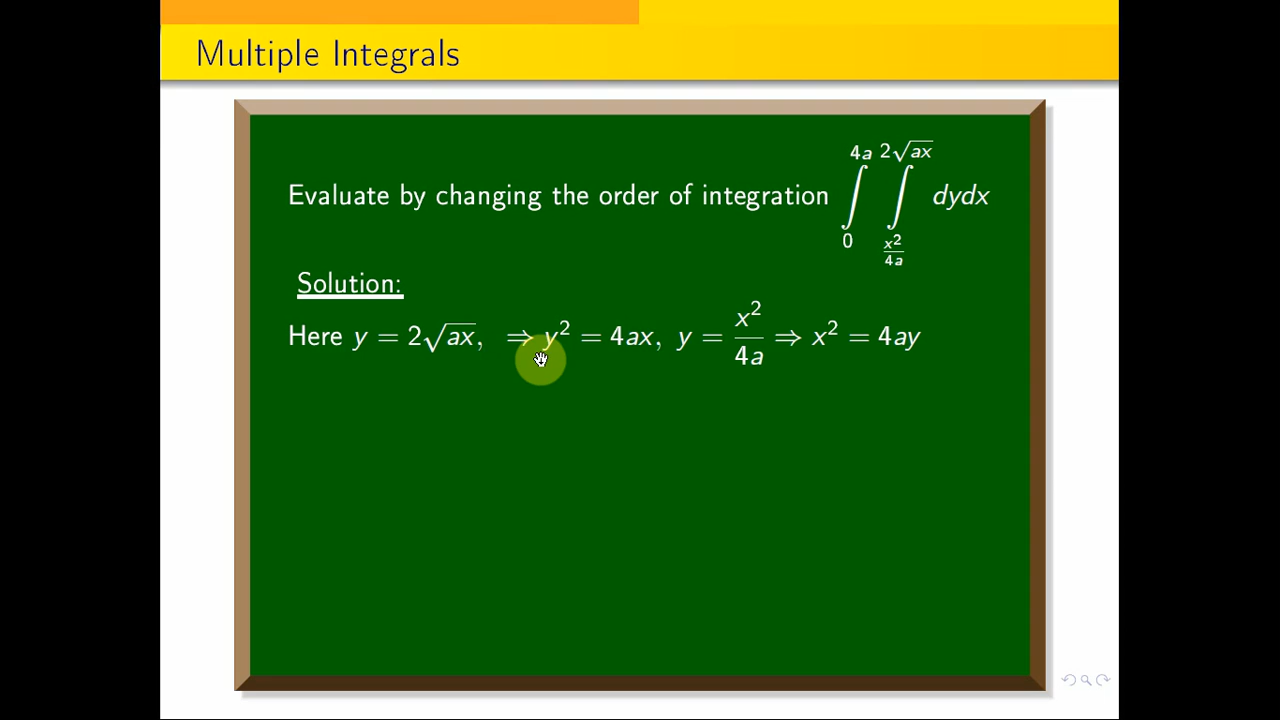 Multiple Integrals
Evaluate by changing the order of integration ∫_0^{4a} ∫_{x²/4a}^{2√ax} dydx
Solution:
Here y = 2√ax, ⇒ y² = 4ax, y = x²/4a ⇒ x² = 4ay